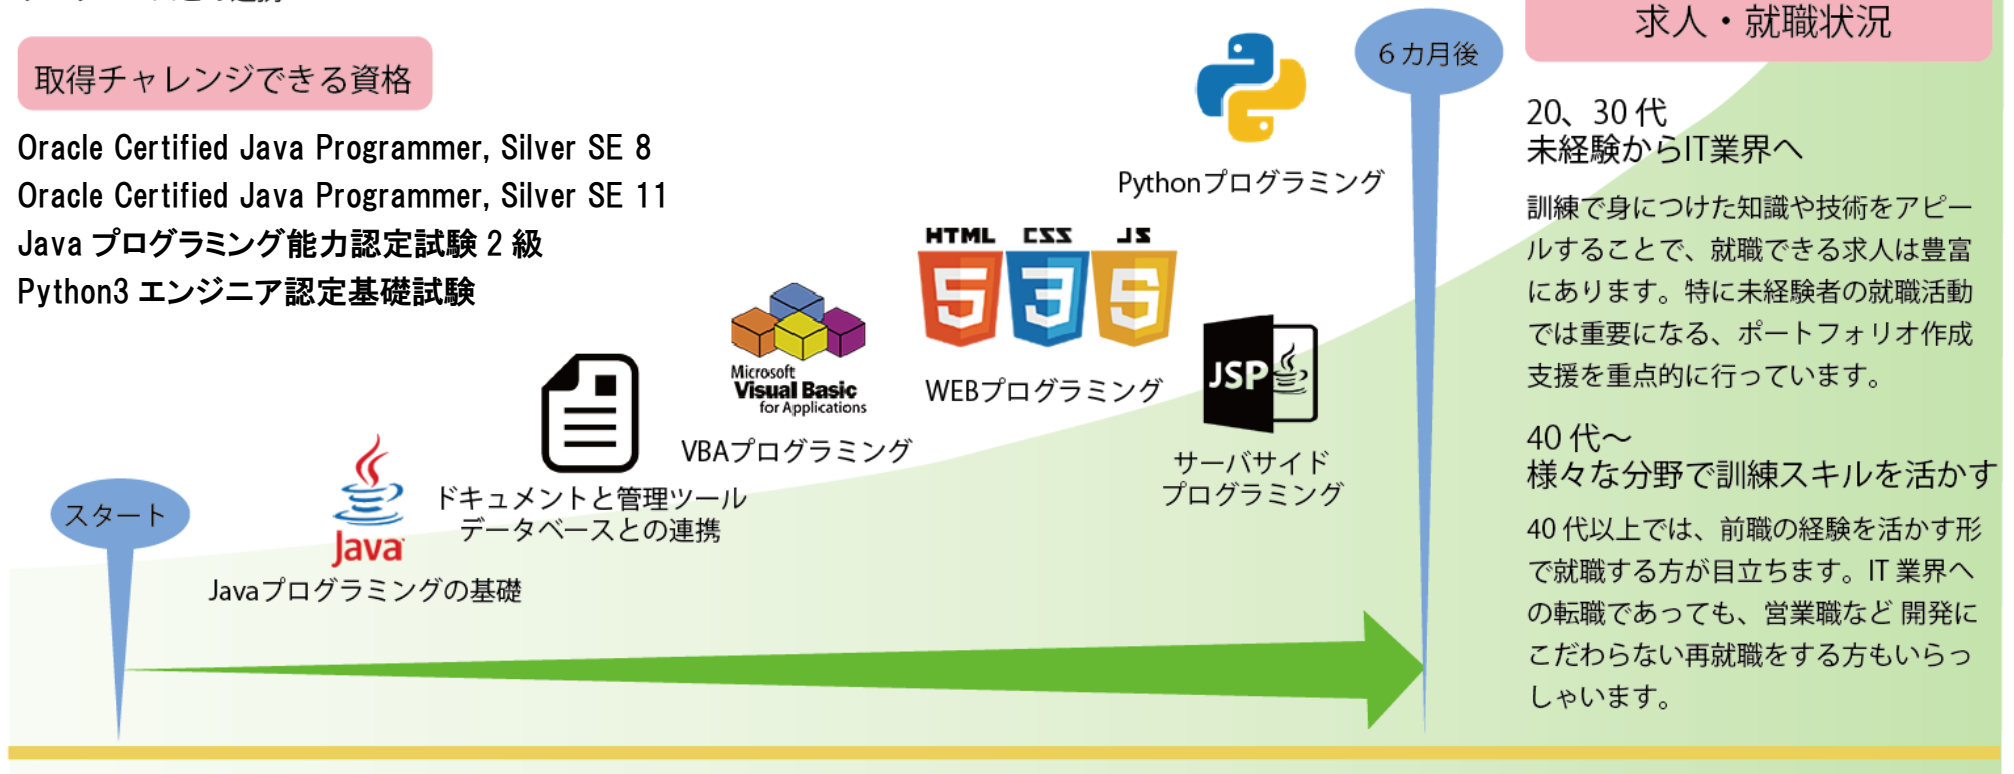 取得チャレンジできる資格
Oracle Certified Java Programmer, Silver SE 8
Oracle Certified Java Programmer, Silver SE 11
Java プログラミング能力認定試験 2 級
Python3 エンジニア認定基礎試験
スタート
Java
Javaプログラミングの基礎
ドキュメントと管理ツール
データベースとの連携
Microsoft
Visual Basic
for Applications
VBAプログラミング
HTML CSS JS
5 3 5
WEBプログラミング
JSP
サーバサイド
プログラミング
Pythonプログラミング
6 カ月後
求人・就職状況
20、30 代
未経験からIT業界へ
訓練で身につけた知識や技術をアピー
ルすることで、就職できる求人は豊富
にあります。特に未経験者の就職活動
では重要になる、ポートフォリオ作成
支援を重点的に行っています。
40 代～
様々な分野で訓練スキルを活かす
40 代以上では、前職の経験を活かす形
で就職する方が目立ちます。IT 業界へ
の転職であっても、営業職など 開発に
こだわらない再就職をする方もいらっ
しゃいます。